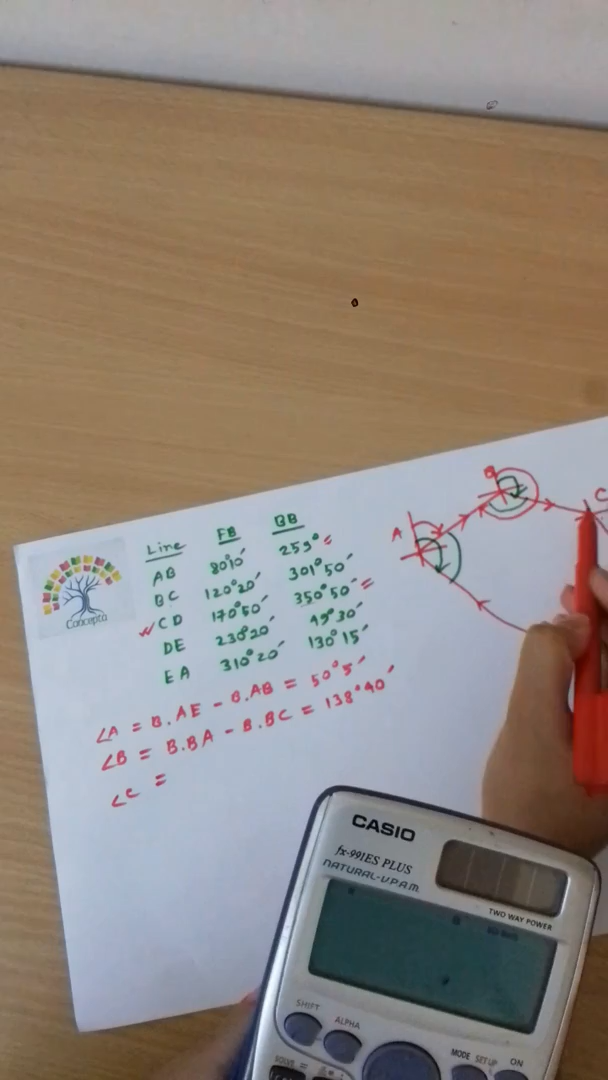 Concepto
Line FB BB
AB 80°10′ 259°
BC 120°20′ 301°50′
CD 170°50′ 350°50′
DE 230°20′ 49°30′
EA 310°20′ 130°15′
∠A = B.AE - B.AB = 50°5′
∠B = B.BA - B.BC = 138°40′
∠C =
A
B
C
CASIO
fx-991ES PLUS
NATURAL-V.P.A.M.
TWO WAY POWER
SHIFT ALPHA MODE SETUP ON
SOLVE =